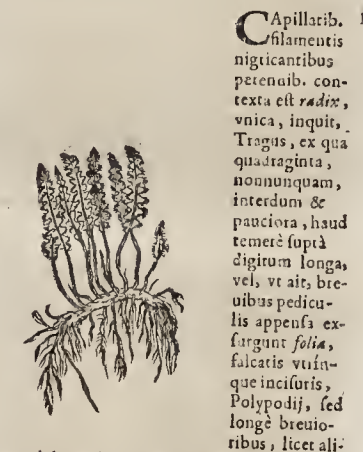 CApillatib.
filamentis
nigricantibus
perennib. con-
texta est radix,
vnica, inquit,
Tragus, ex qua
quadraginta,
nonnunquam,
interdum &
pauciora, haud
temerè suprà
digitum longa,
vel, vt ait, bre-
uibus pedicu-
lis appensa ex-
surgunt folia,
falcatis vtrin-
que incisuris,
Polypodij, sed
longè breuio-
ribus, licet ali-